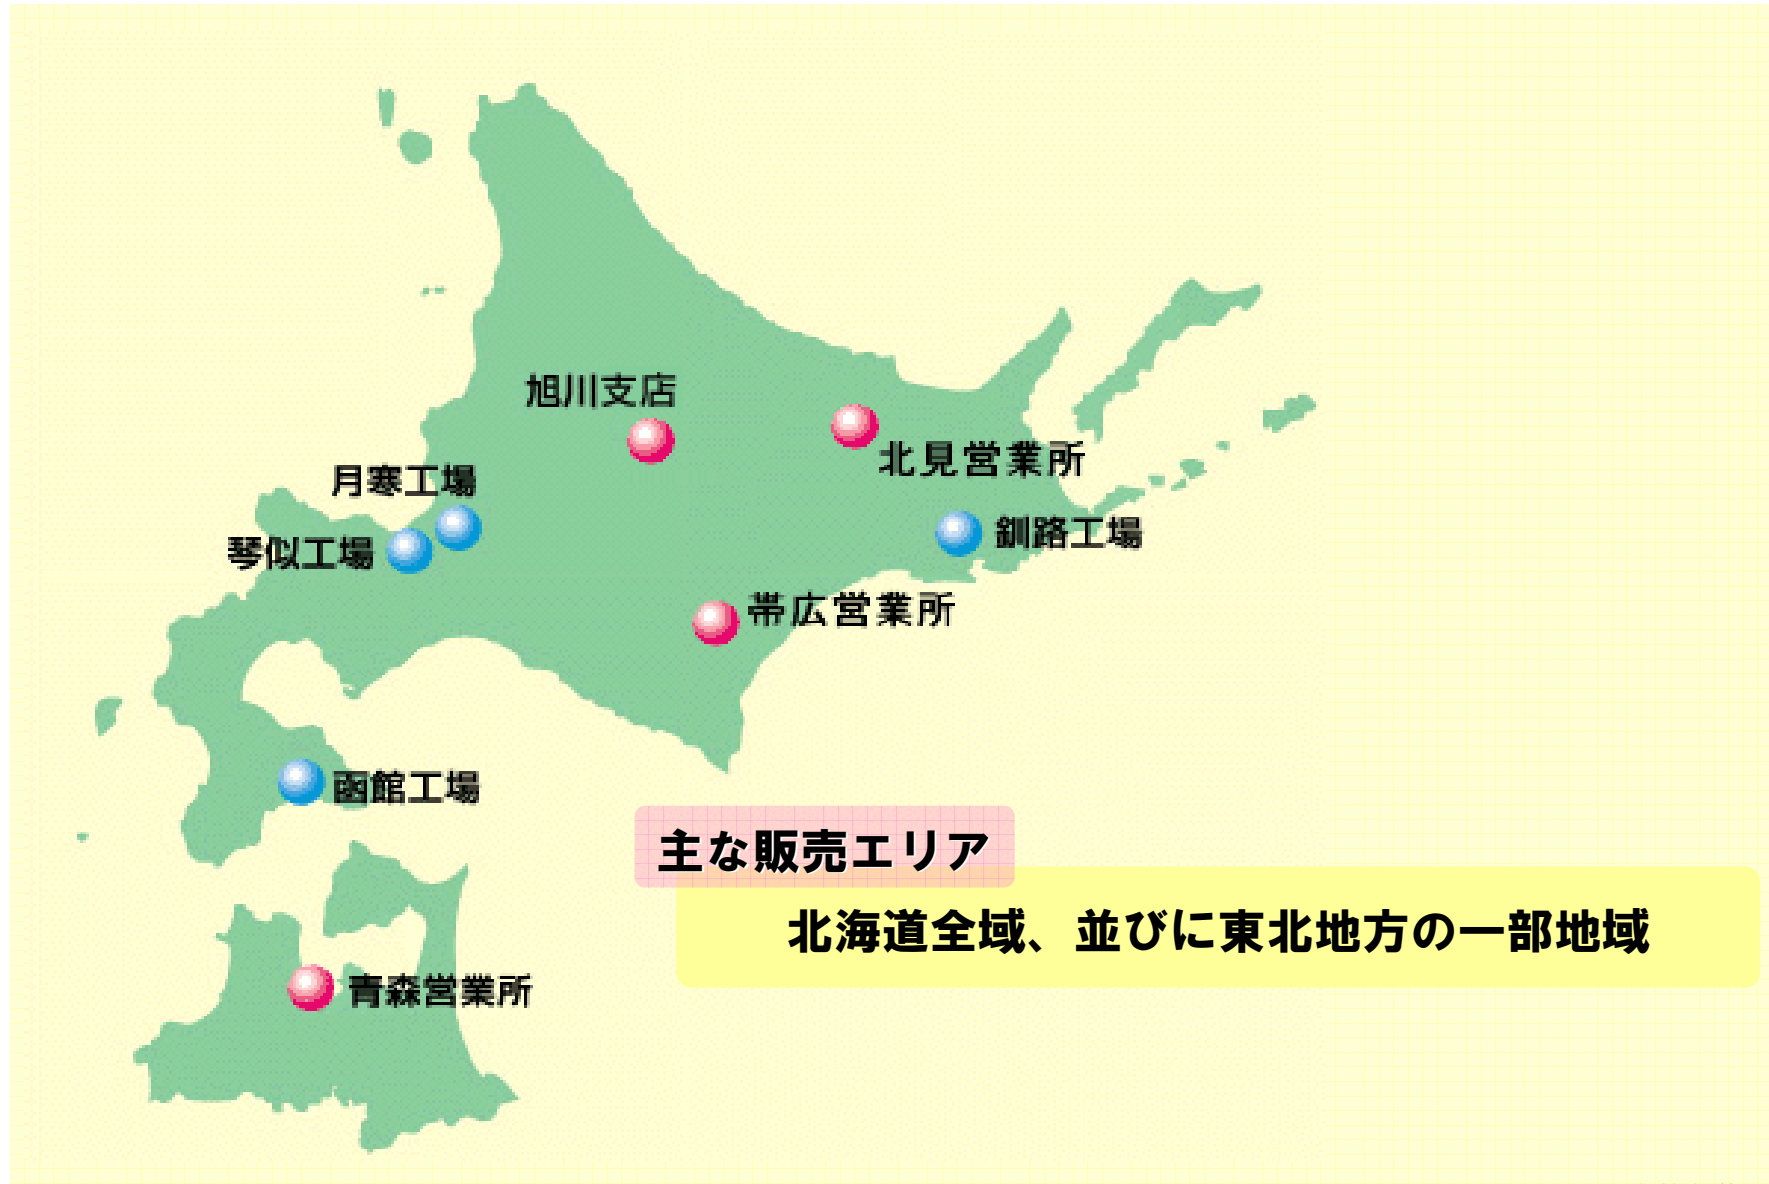 旭川支店
北見営業所
月寒工場
釧路工場
琴似工場
帯広営業所
函館工場
主な販売エリア
北海道全域、並びに東北地方の一部地域
青森営業所